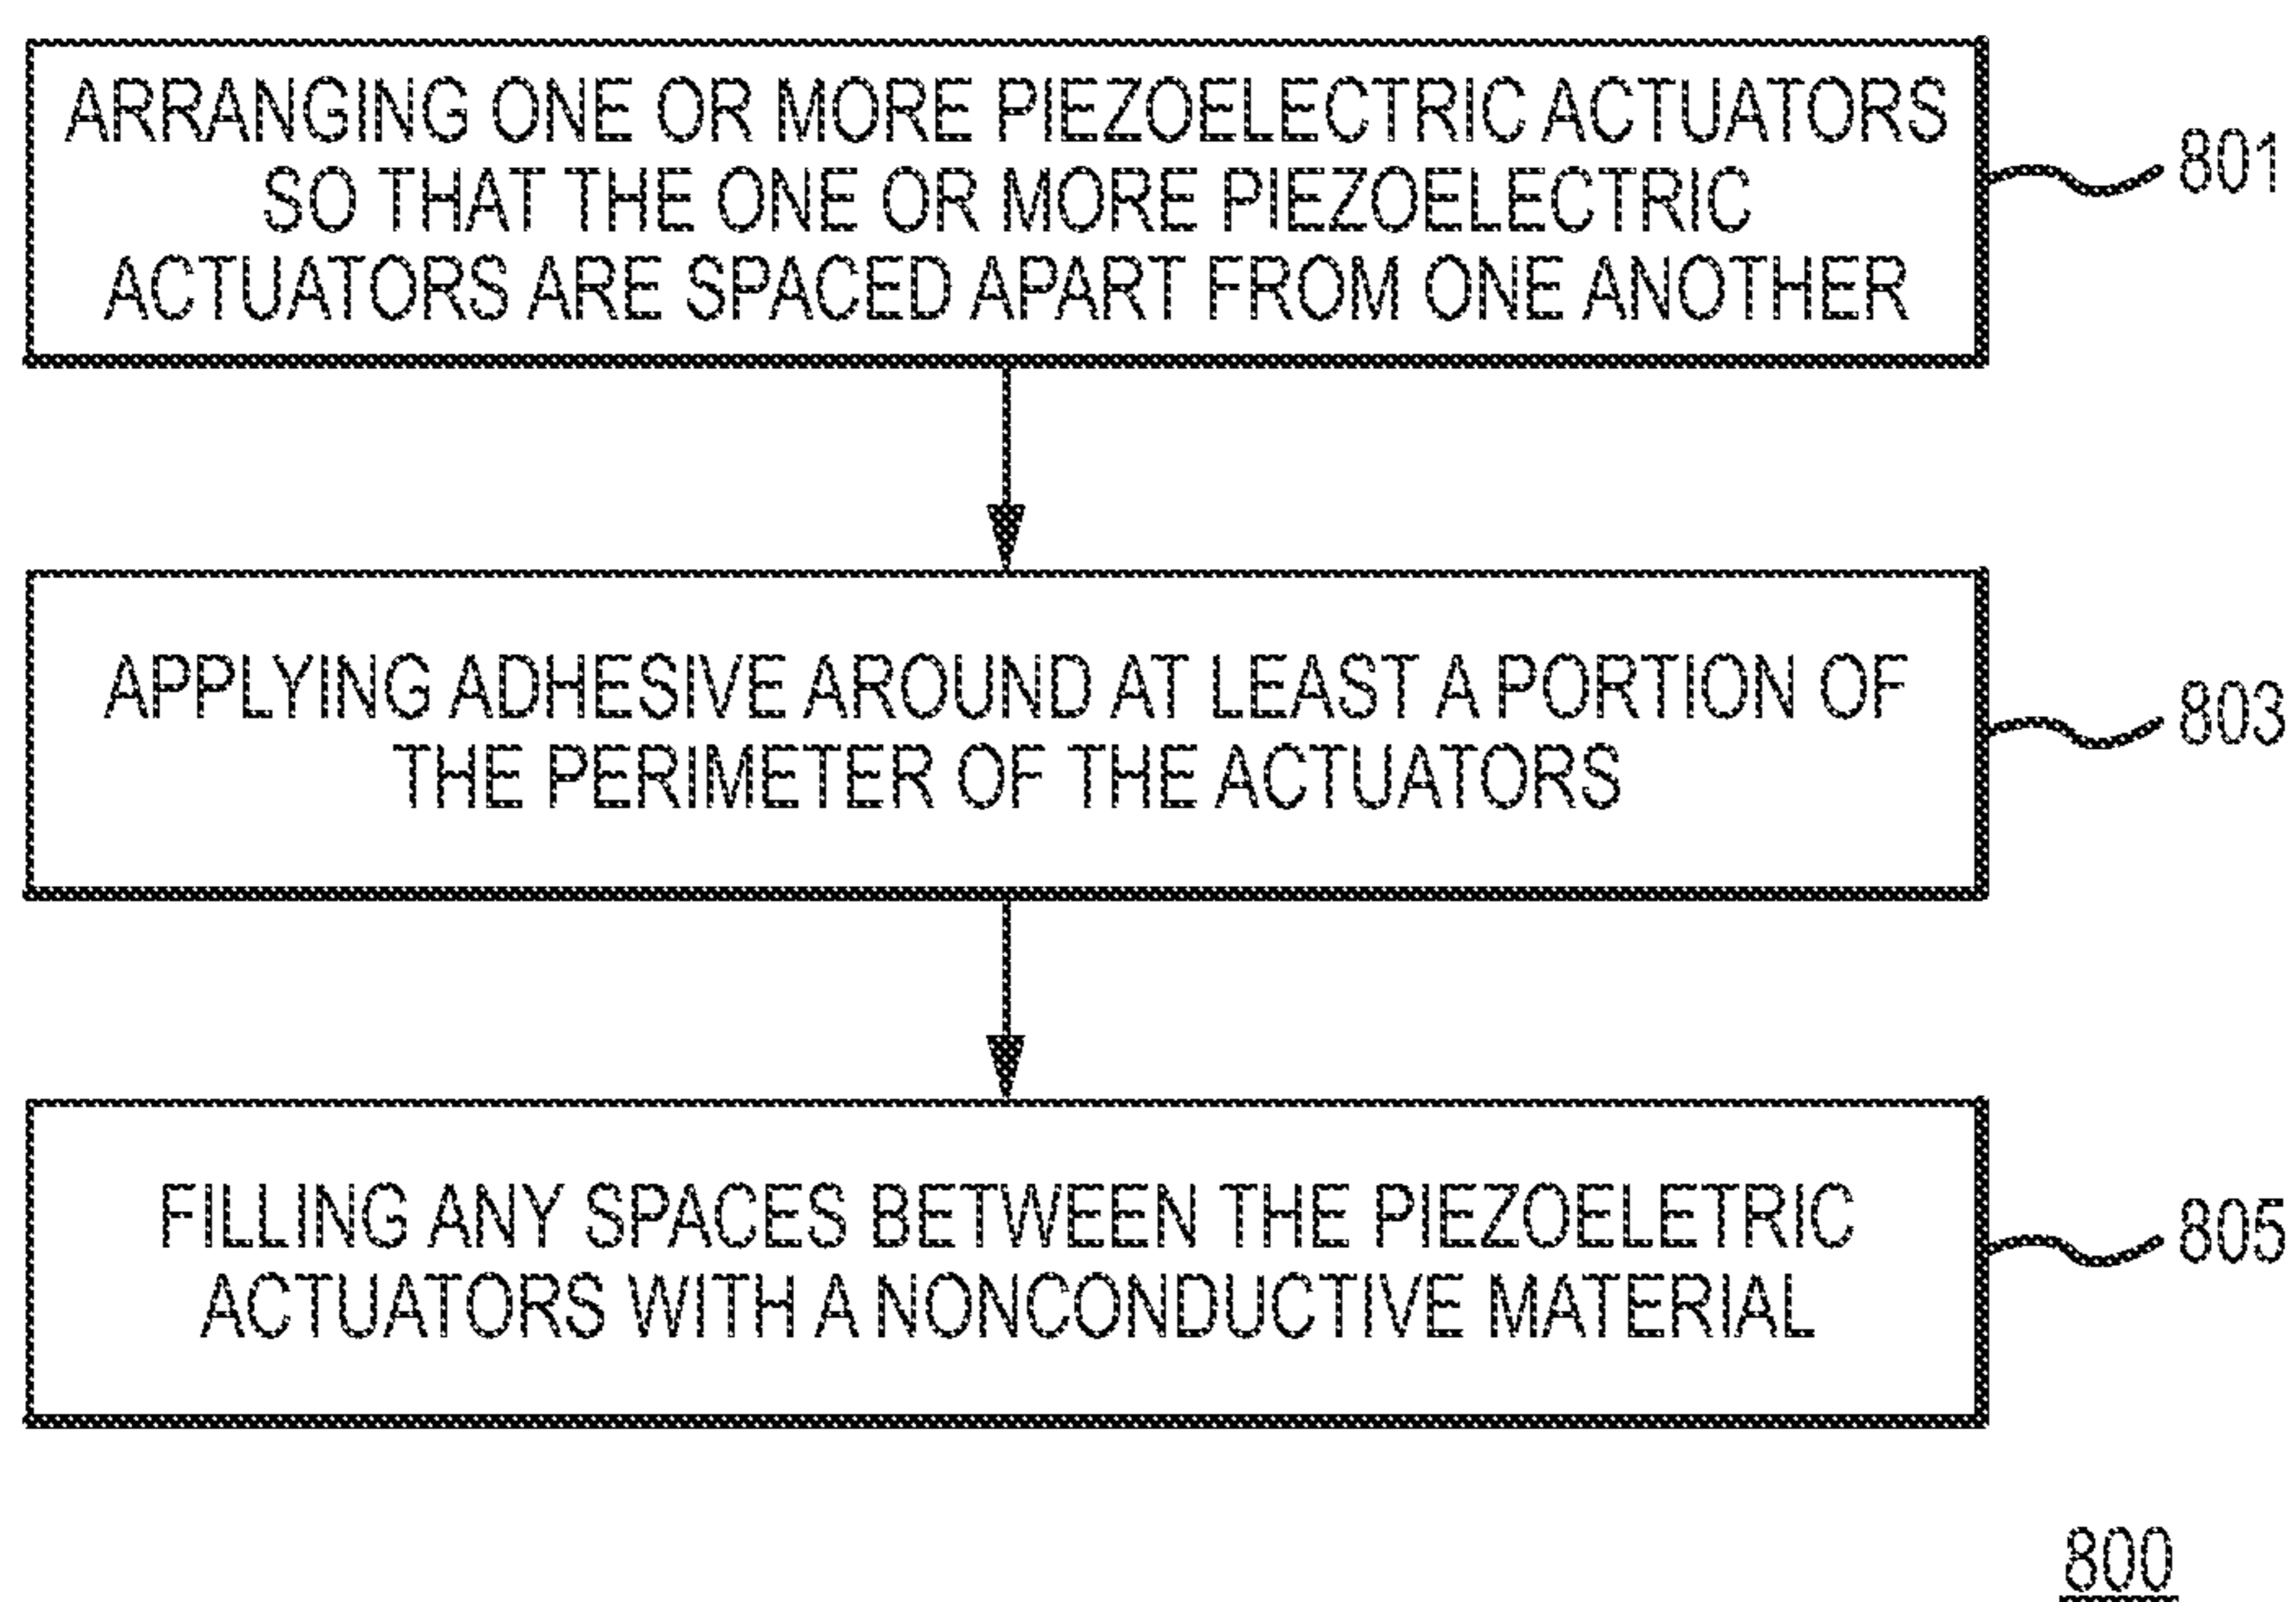 ARRANGING ONE OR MORE PIEZOELECTRIC ACTUATORS
SO THAT THE ONE OR MORE PIEZOELECTRIC
ACTUATORS ARE SPACED APART FROM ONE ANOTHER
801
APPLYING ADHESIVE AROUND AT LEAST A PORTION OF
THE PERIMETER OF THE ACTUATORS
803
FILLING ANY SPACES BETWEEN THE PIEZOELETRIC
ACTUATORS WITH A NONCONDUCTIVE MATERIAL
805
800